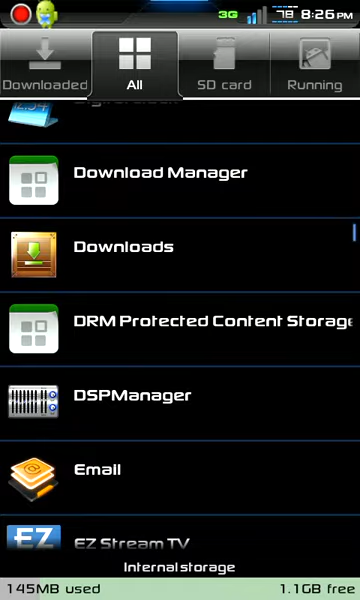 3G 78 8:26 PM
Downloaded All SD card Running
Download Manager
Downloads
DRM Protected Content Storage
DSPManager
Email
EZ EZ Stream TV
Internal storage
145MB used 1.1GB free